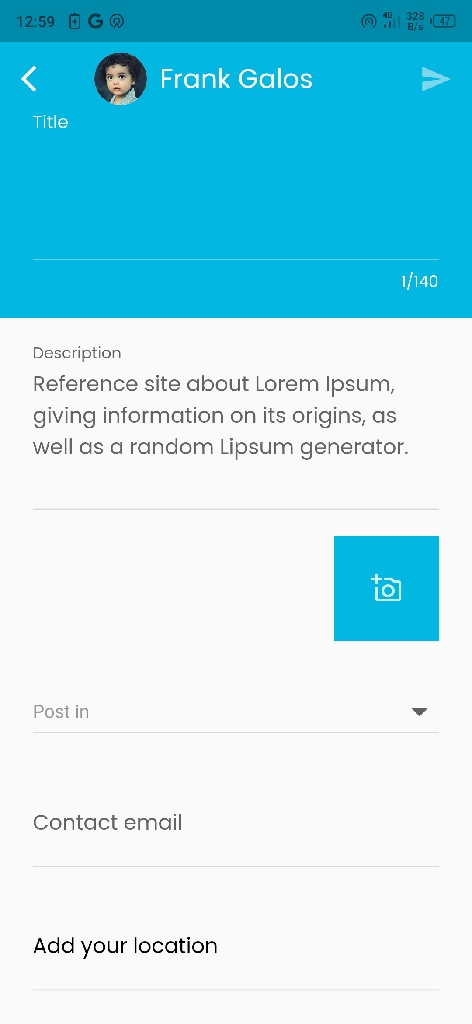 12:59 4G 328 B/s 47
Frank Galos
Title
1/140
Description
Reference site about Lorem Ipsum,
giving information on its origins, as
well as a random Lipsum generator.
Post in
Contact email
Add your location